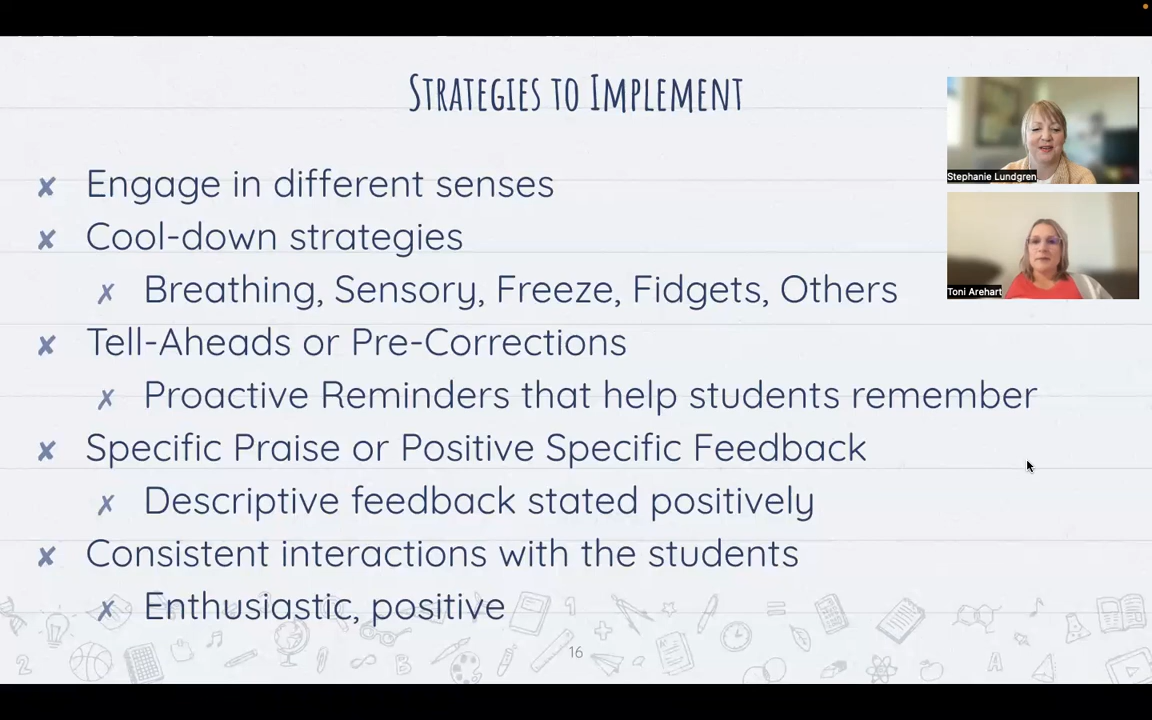 Strategies to Implement
✘ Engage in different senses
✘ Cool-down strategies
✗ Breathing, Sensory, Freeze, Fidgets, Others
✘ Tell-Aheads or Pre-Corrections
✗ Proactive Reminders that help students remember
✘ Specific Praise or Positive Specific Feedback
✗ Descriptive feedback stated positively
✘ Consistent interactions with the students
✗ Enthusiastic, positive
16
Stephanie Lundgren
Toni Arehart